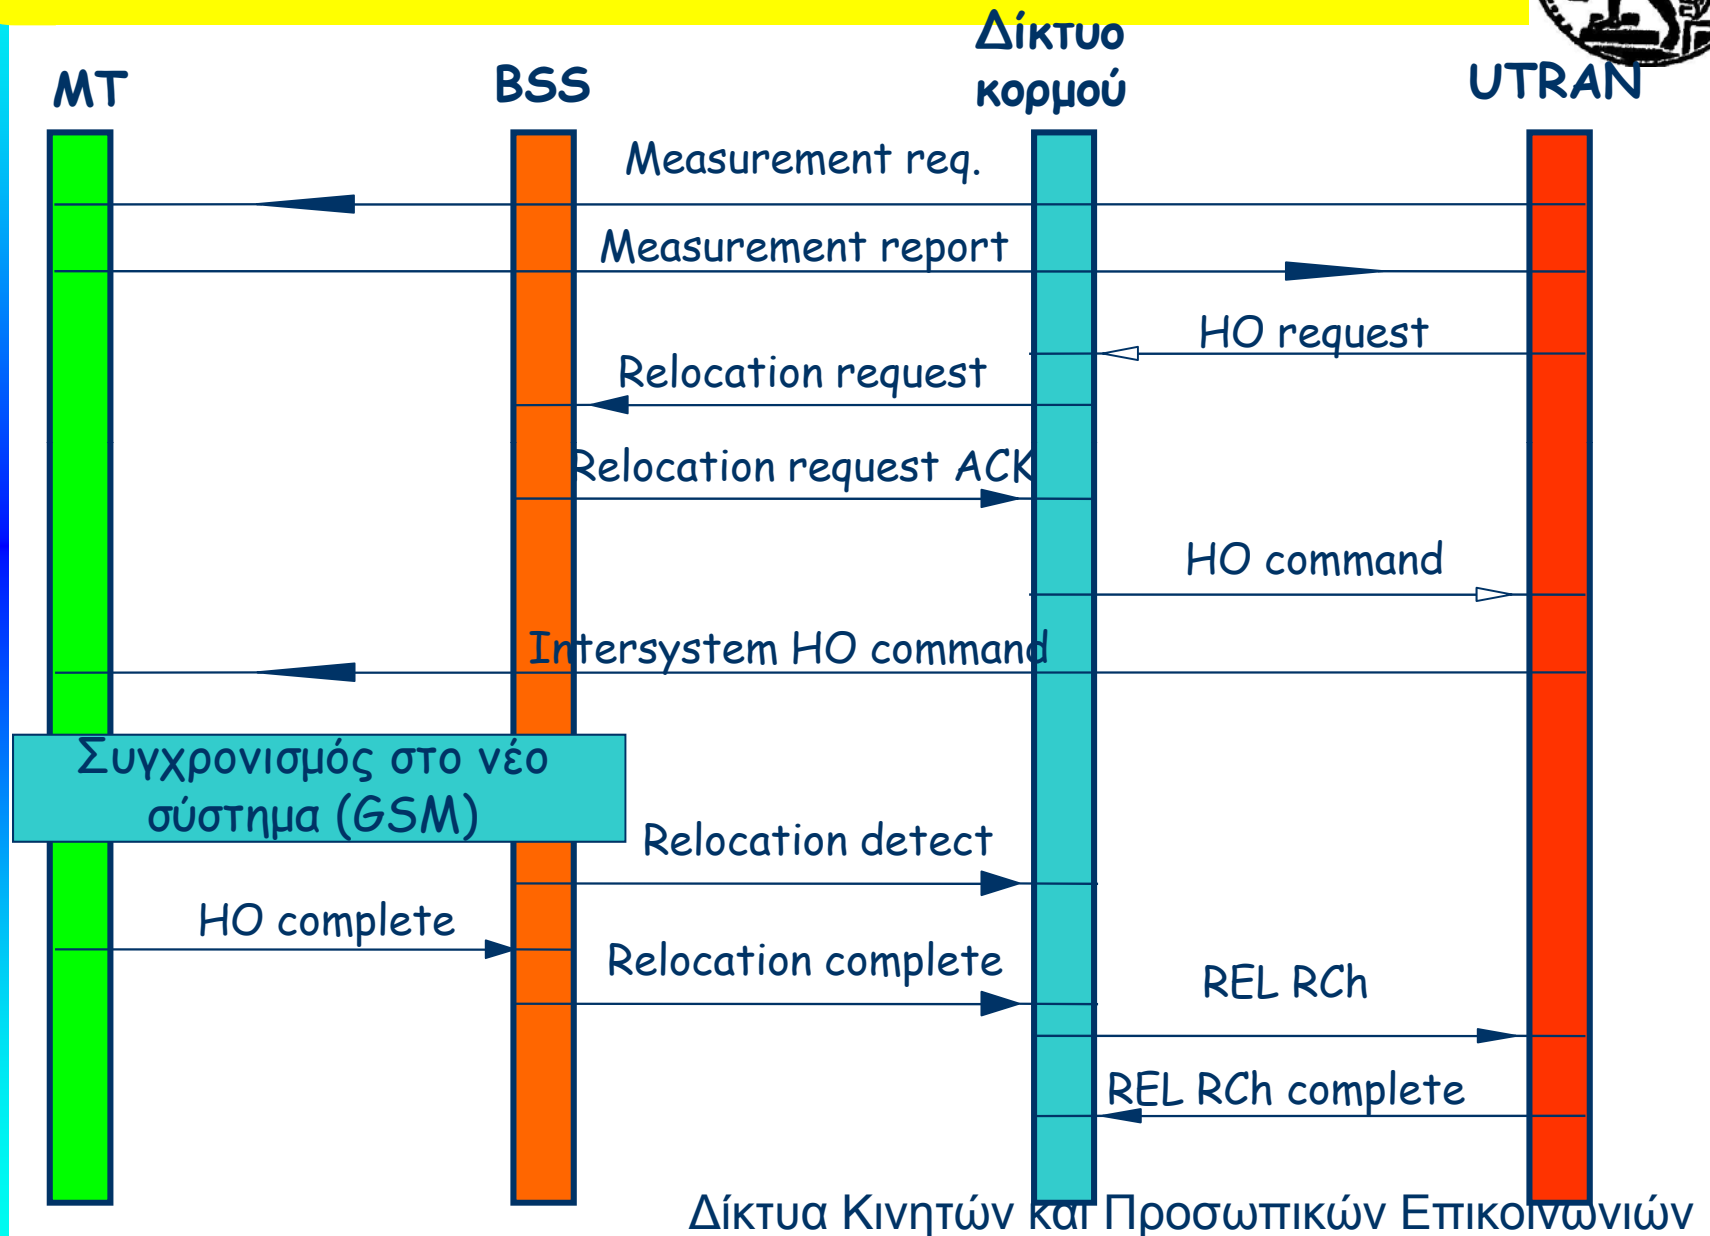 MT
BSS
Δίκτυο
κορμού
UTRAN
Measurement req.
Measurement report
HO request
Relocation request
Relocation request ACK
HO command
Intersystem HO command
Συγχρονισμός στο νέο
σύστημα (GSM)
Relocation detect
HO complete
Relocation complete
REL RCh
REL RCh complete
Δίκτυα Κινητών και Προσωπικών Επικοινωνιών